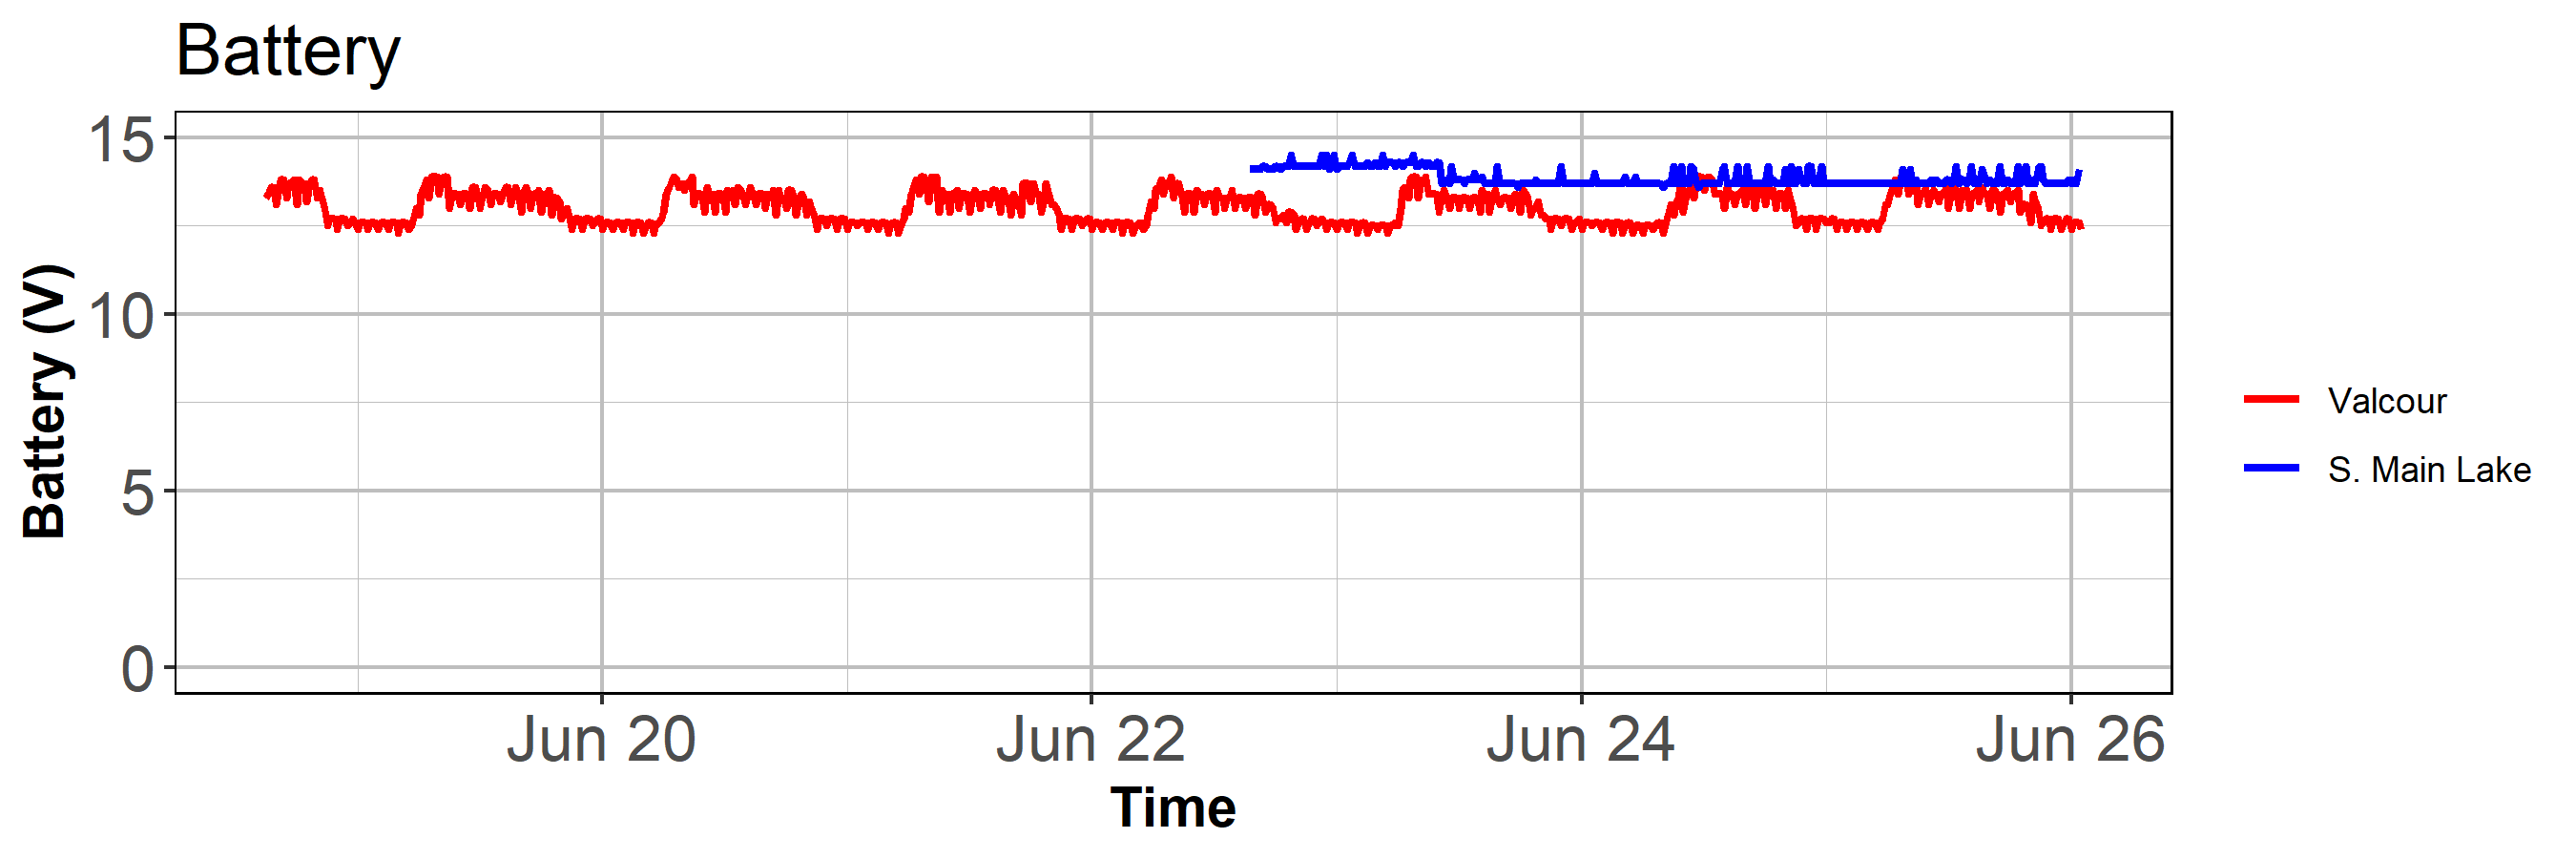 Battery
15
10
5
0
Battery (V)
Jun 20
Jun 22
Jun 24
Jun 26
Time
Valcour
S. Main Lake